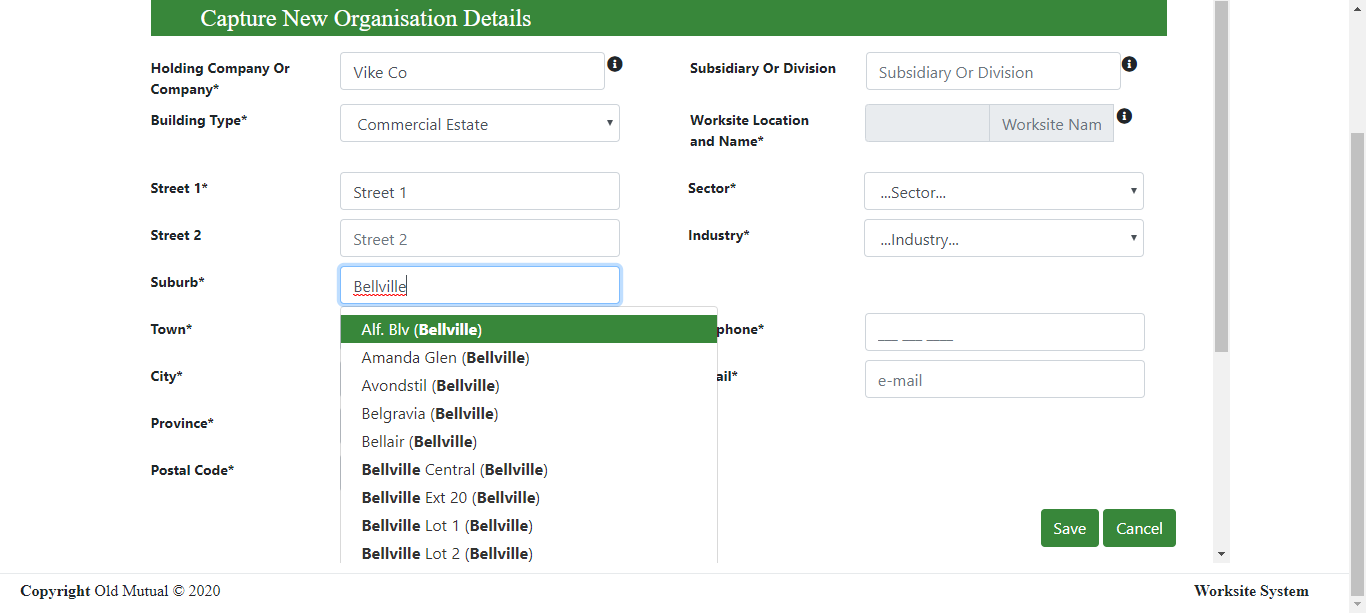 Capture New Organisation Details
Holding Company Or
Company*
Vike Co
Subsidiary Or Division
Subsidiary Or Division
Building Type*
Commercial Estate
Worksite Location
and Name*
Worksite Nam
Street 1*
Street 1
Sector*
...Sector...
Street 2
Street 2
Industry*
...Industry...
Suburb*
Bellville
Town*
Alf. Blv (Bellville)
phone*
___ ___ ____
Amanda Glen (Bellville)
City*
Avondstil (Bellville)
ail*
e-mail
Belgravia (Bellville)
Province*
Bellair (Bellville)
Postal Code*
Bellville Central (Bellville)
Bellville Ext 20 (Bellville)
Bellville Lot 1 (Bellville)
Bellville Lot 2 (Bellville)
Save
Cancel
Copyright Old Mutual © 2020
Worksite System